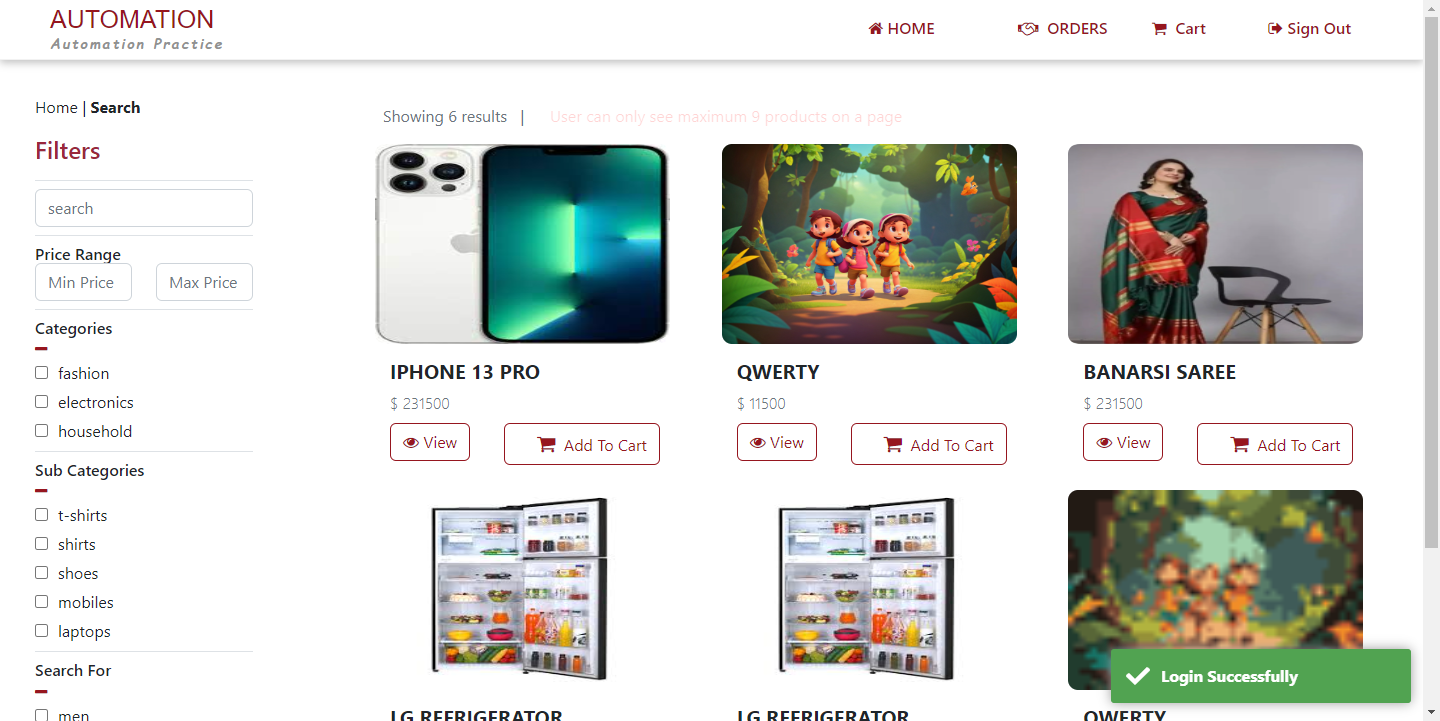 AUTOMATION
Automation Practice
HOME
ORDERS
Cart
Sign Out
Home | Search
Filters
search
Price Range
Min Price
Max Price
Categories
fashion
electronics
household
Sub Categories
t-shirts
shirts
shoes
mobiles
laptops
Search For
men
Showing 6 results |
User can only see maximum 9 products on a page
IPHONE 13 PRO
$ 231500
View
Add To Cart
QWERTY
$ 11500
View
Add To Cart
BANARSI SAREE
$ 231500
View
Add To Cart
LG REFRIGERATOR
LG REFRIGERATOR
QWERTY
Login Successfully